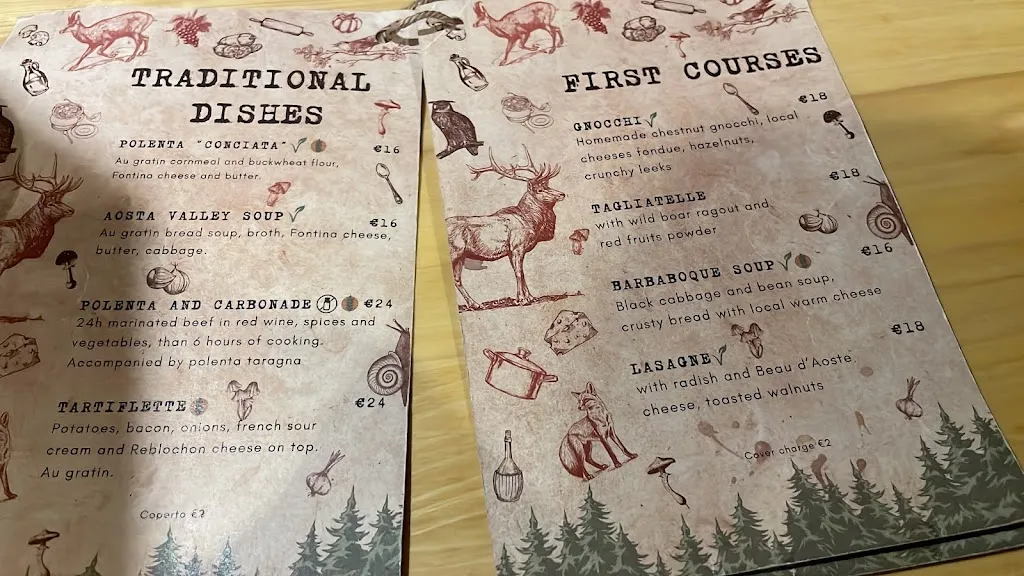 TRADITIONAL
DISHES
POLENTA "CONCIATA" €16
Au gratin cornmeal and buckwheat flour,
Fontina cheese and butter.
AOSTA VALLEY SOUP €16
Au gratin bread soup, broth, Fontina cheese,
butter, cabbage.
POLENTA AND CARBONADE €24
24h marinated beef in red wine, spices and
vegetables, than 6 hours of cooking.
Accompanied by polenta taragna
TARTIFLETTE €24
Potatoes, bacon, onions, french sour
cream and Reblochon cheese on top.
Au gratin.
Coperto €2
FIRST COURSES
GNOCCHI €18
Homemade chestnut gnocchi, local
cheeses fondue, hazelnuts,
crunchy leeks
TAGLIATELLE €18
with wild boar ragout and
red fruits powder
BARBABOQUE SOUP €16
Black cabbage and bean soup,
crusty bread with local warm cheese
LASAGNE €18
with radish and Beau d'Aoste
cheese, toasted walnuts
Cover charge €2